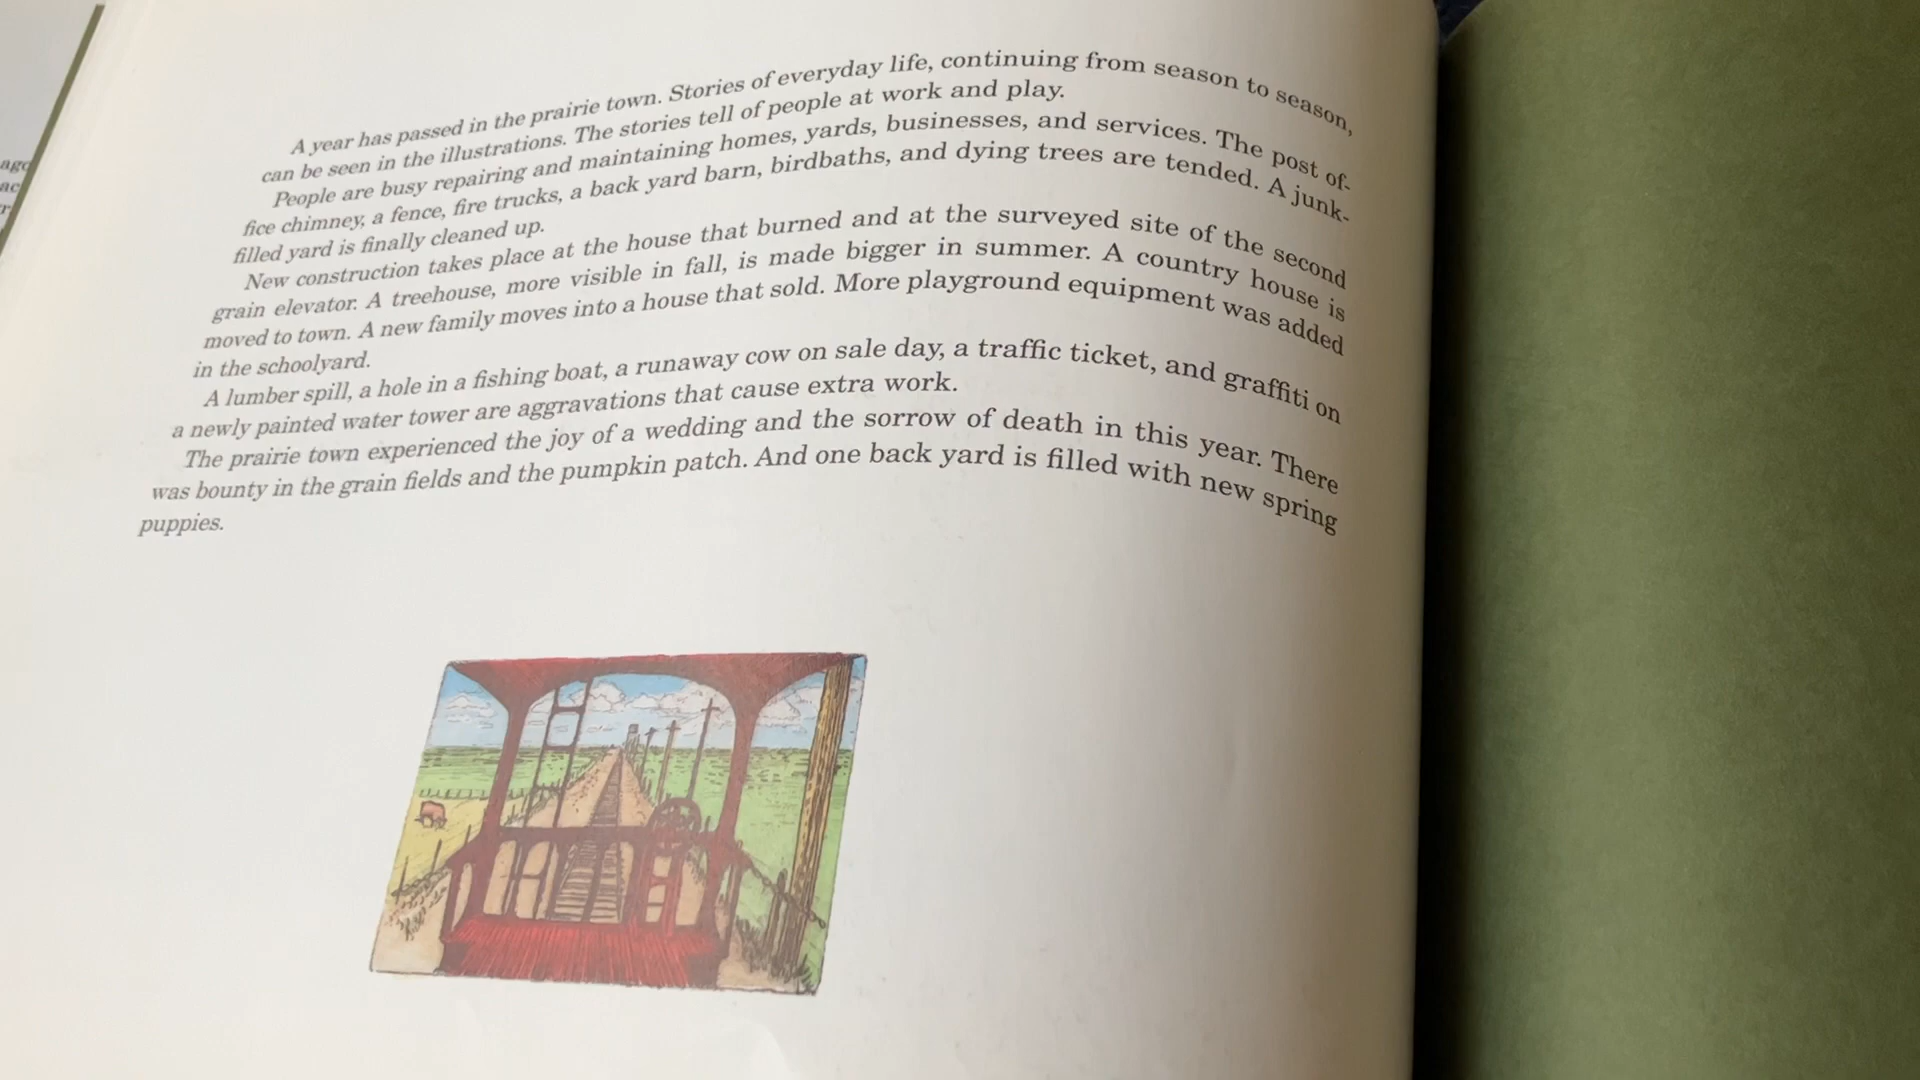 ago
ac
A year has passed in the prairie town. Stories of everyday life, continuing from season to season,
can be seen in the illustrations. The stories tell of people at work and play.
People are busy repairing and maintaining homes, yards, businesses, and services. The post of-
fice chimney, a fence, fire trucks, a back yard barn, birdbaths, and dying trees are tended. A junk-
filled yard is finally cleaned up.
New construction takes place at the house that burned and at the surveyed site of the second
grain elevator. A treehouse, more visible in fall, is made bigger in summer. A country house is
moved to town. A new family moves into a house that sold. More playground equipment was added
in the schoolyard.
A lumber spill, a hole in a fishing boat, a runaway cow on sale day, a traffic ticket, and graffiti on
a newly painted water tower are aggravations that cause extra work.
The prairie town experienced the joy of a wedding and the sorrow of death in this year. There
was bounty in the grain fields and the pumpkin patch. And one back yard is filled with new spring
puppies.